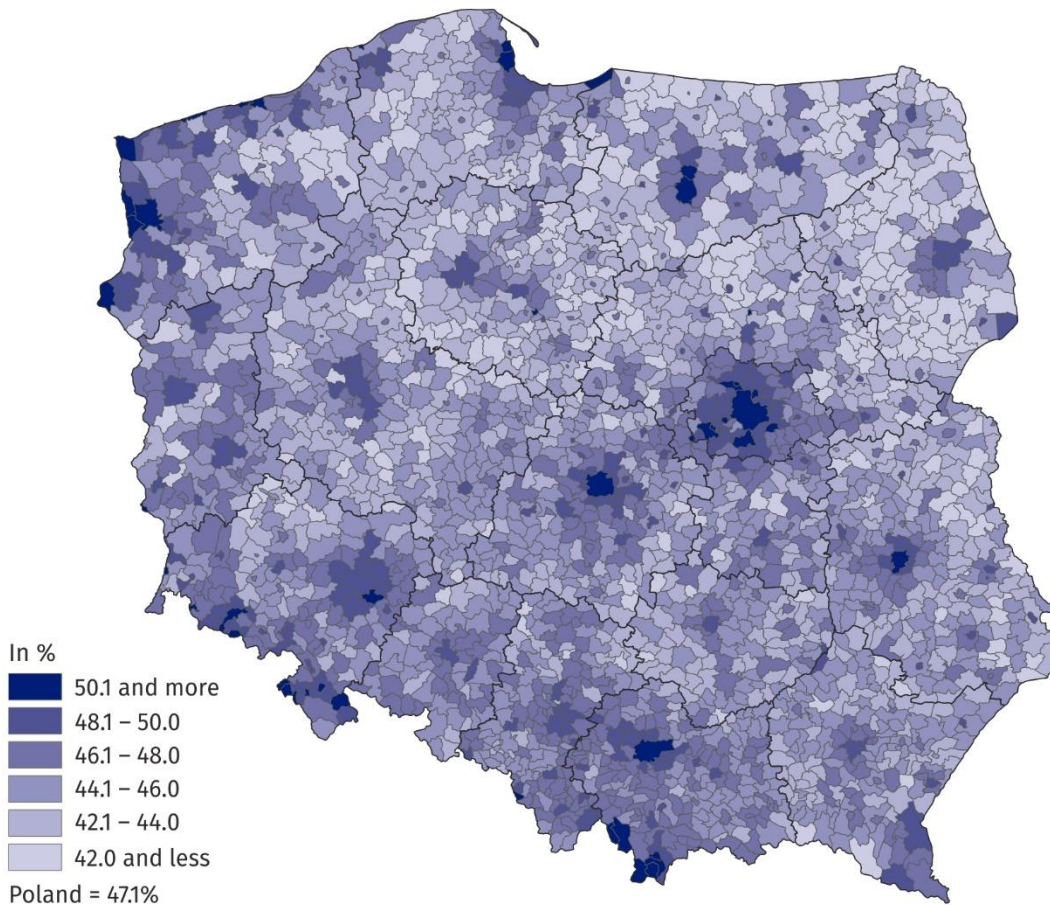 In %
50.1 and more
48.1 – 50.0
46.1 – 48.0
44.1 – 46.0
42.1 – 44.0
42.0 and less
Poland = 47.1%